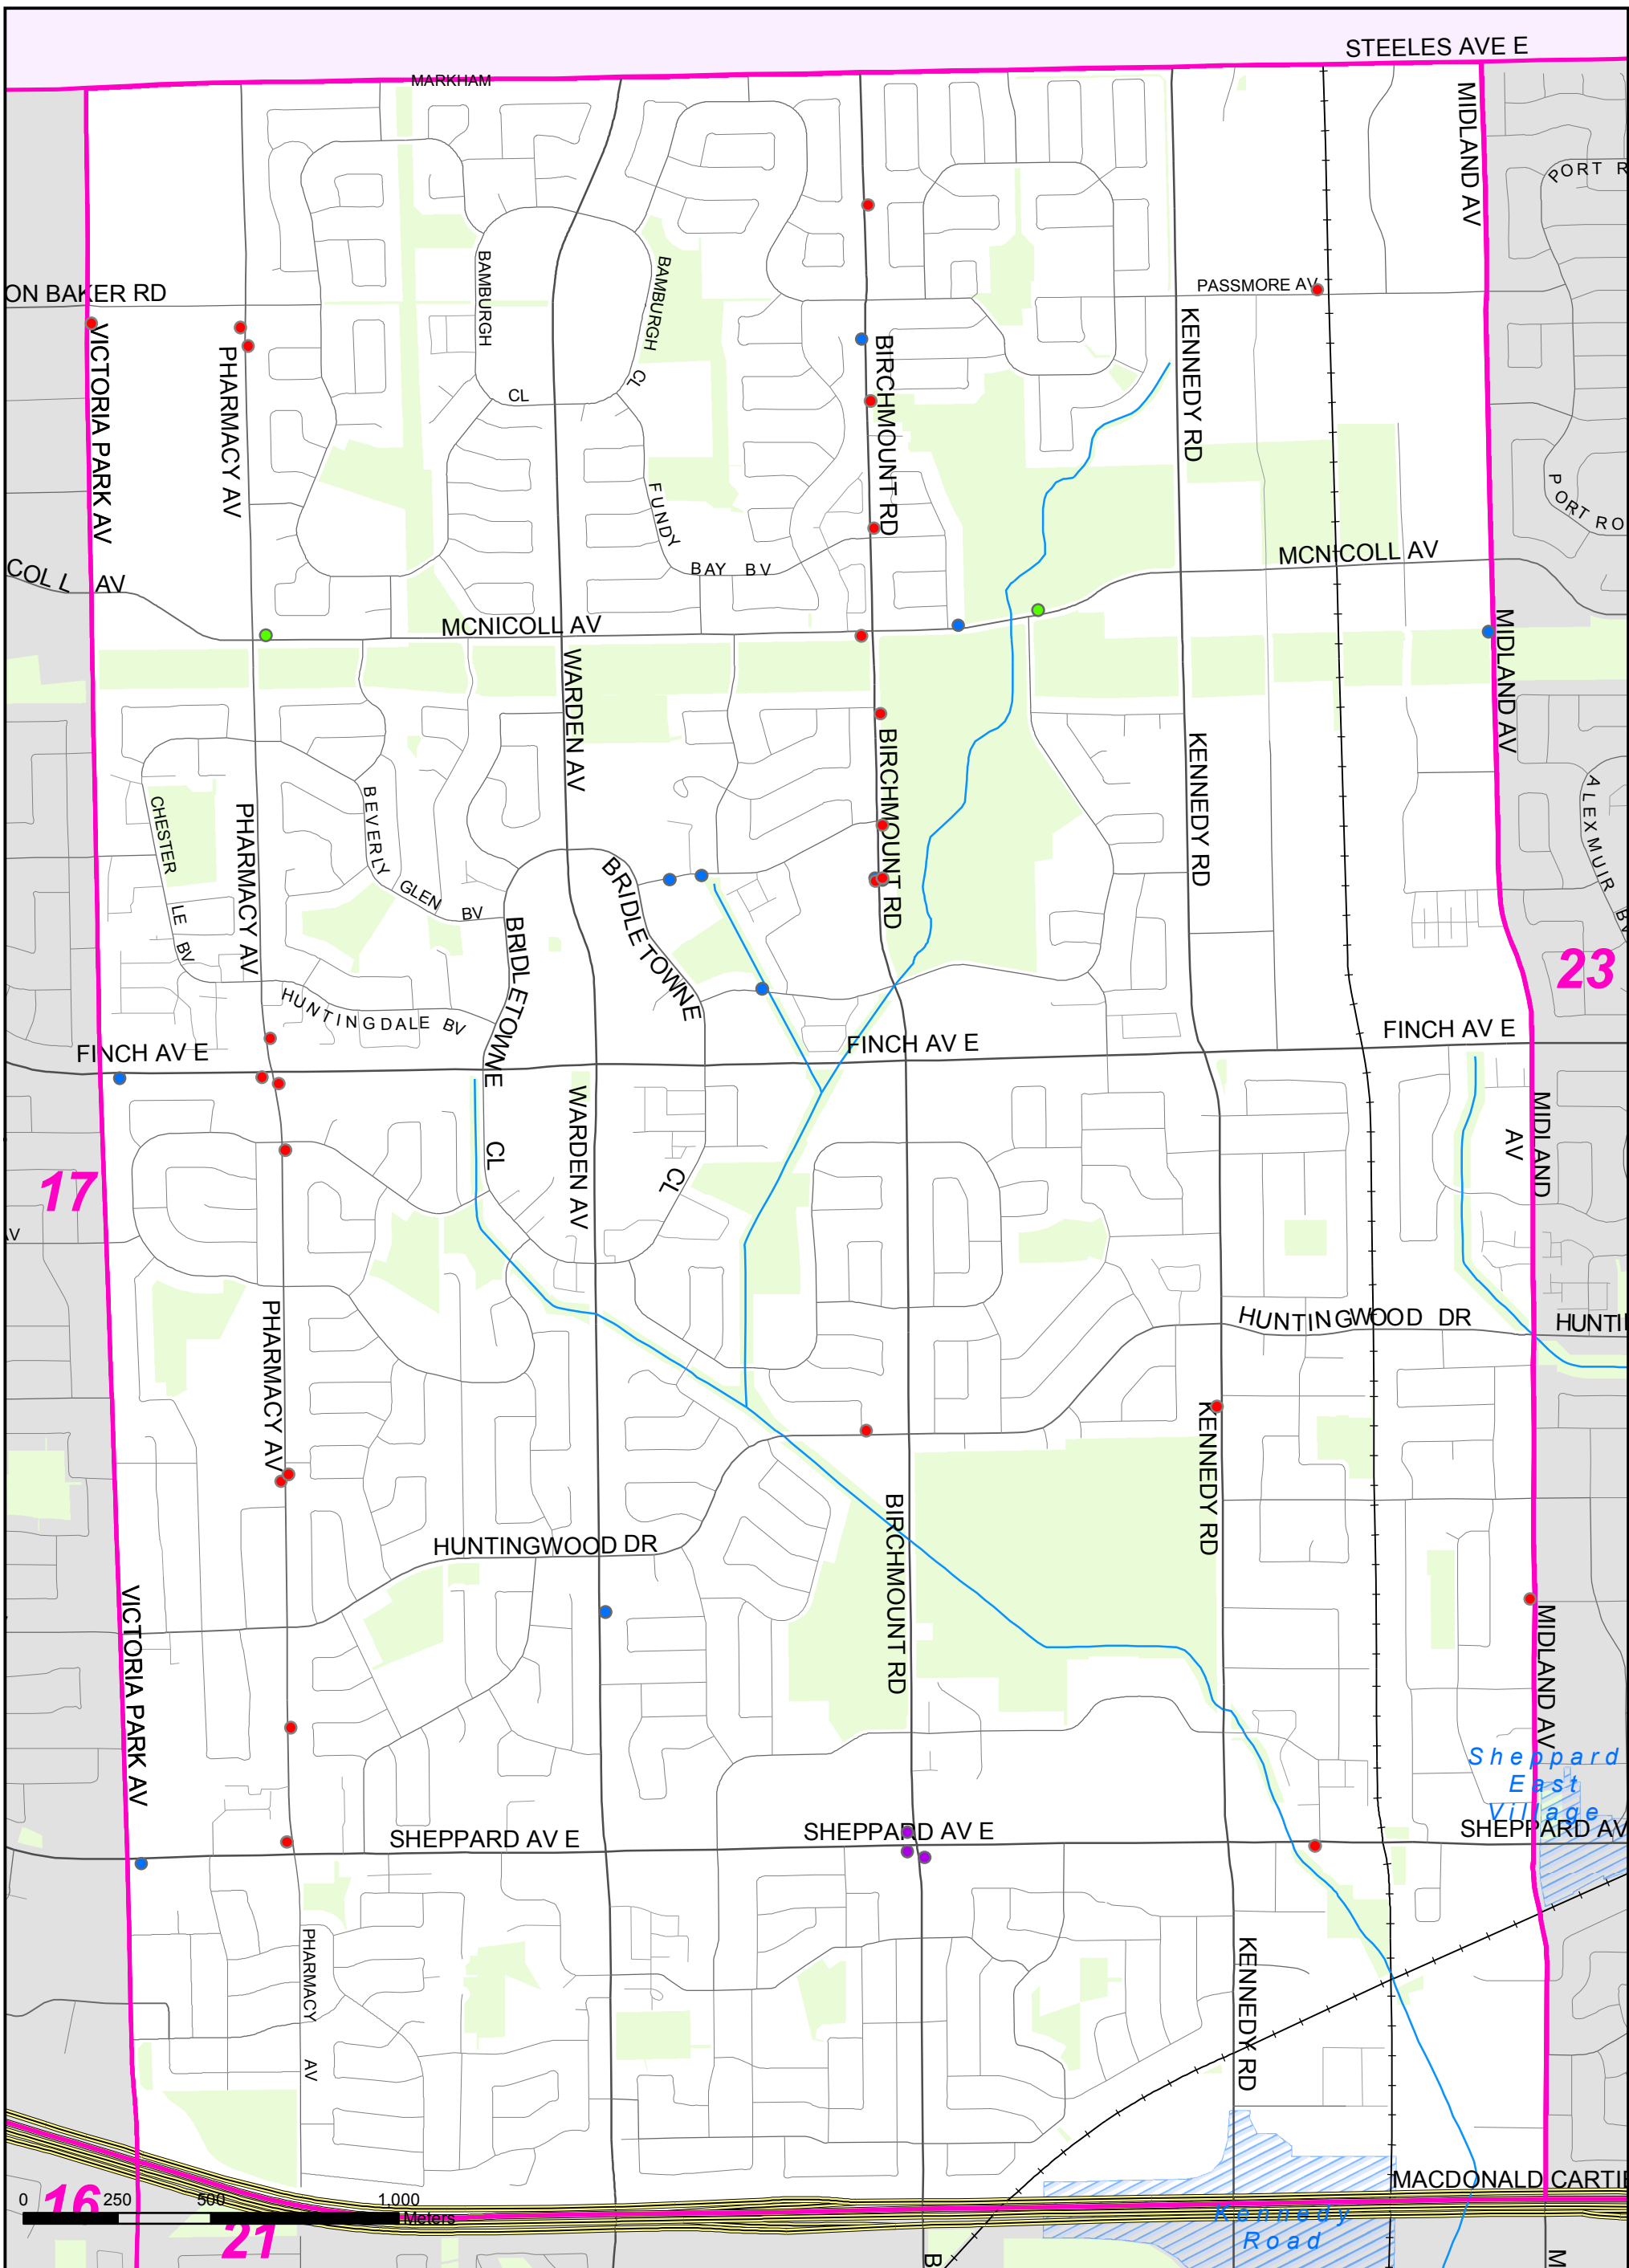 STEELES AVE E
MARKHAM
MIDLAND AV
PORT R
BAMBURGH
BAMBURGH
CL
CL
ON BAKER RD
PASSMORE AV
VICTORIA PARK AV
PHARMACY AV
BIRCHMOUNT RD
KENNEDY RD
FUNDY
BAY BV
PORT RO
COLL AV
MCNICOLL AV
MCNICOLL AV
MIDLAND AV
WARDEN AV
BIRCHMOUNT RD
KENNEDY RD
CHESTER
LE
BV
PHARMACY AV
BEVERLY
GLEN
BV
BRIDLETOWNE
BRIDLETOWNE
ALEXMUIR BV
23
HUNTINGDALE BV
FINCH AV E
FINCH AV E
FINCH AV E
WARDEN AV
CL
CL
MIDLAND
AV
17
AV
PHARMACY AV
HUNTINGWOOD DR
HUNTI
KENNEDY RD
BIRCHMOUNT RD
HUNTINGWOOD DR
VICTORIA PARK AV
MIDLAND AV
Sheppard
East
Village
SHEPPARD AV E
SHEPPARD AV E
SHEPPARD AV
PHARMACY
AV
KENNEDY RD
MACDONALD CARTIE
Kennedy
Road
16
21
0 250 500 1,000
Meters
B
M